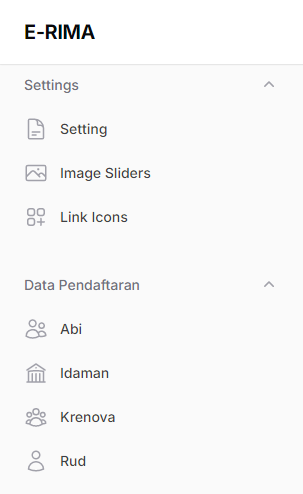 E-RIMA
Settings
Setting
Image Sliders
Link Icons
Data Pendaftaran
Abi
Idaman
Krenova
Rud